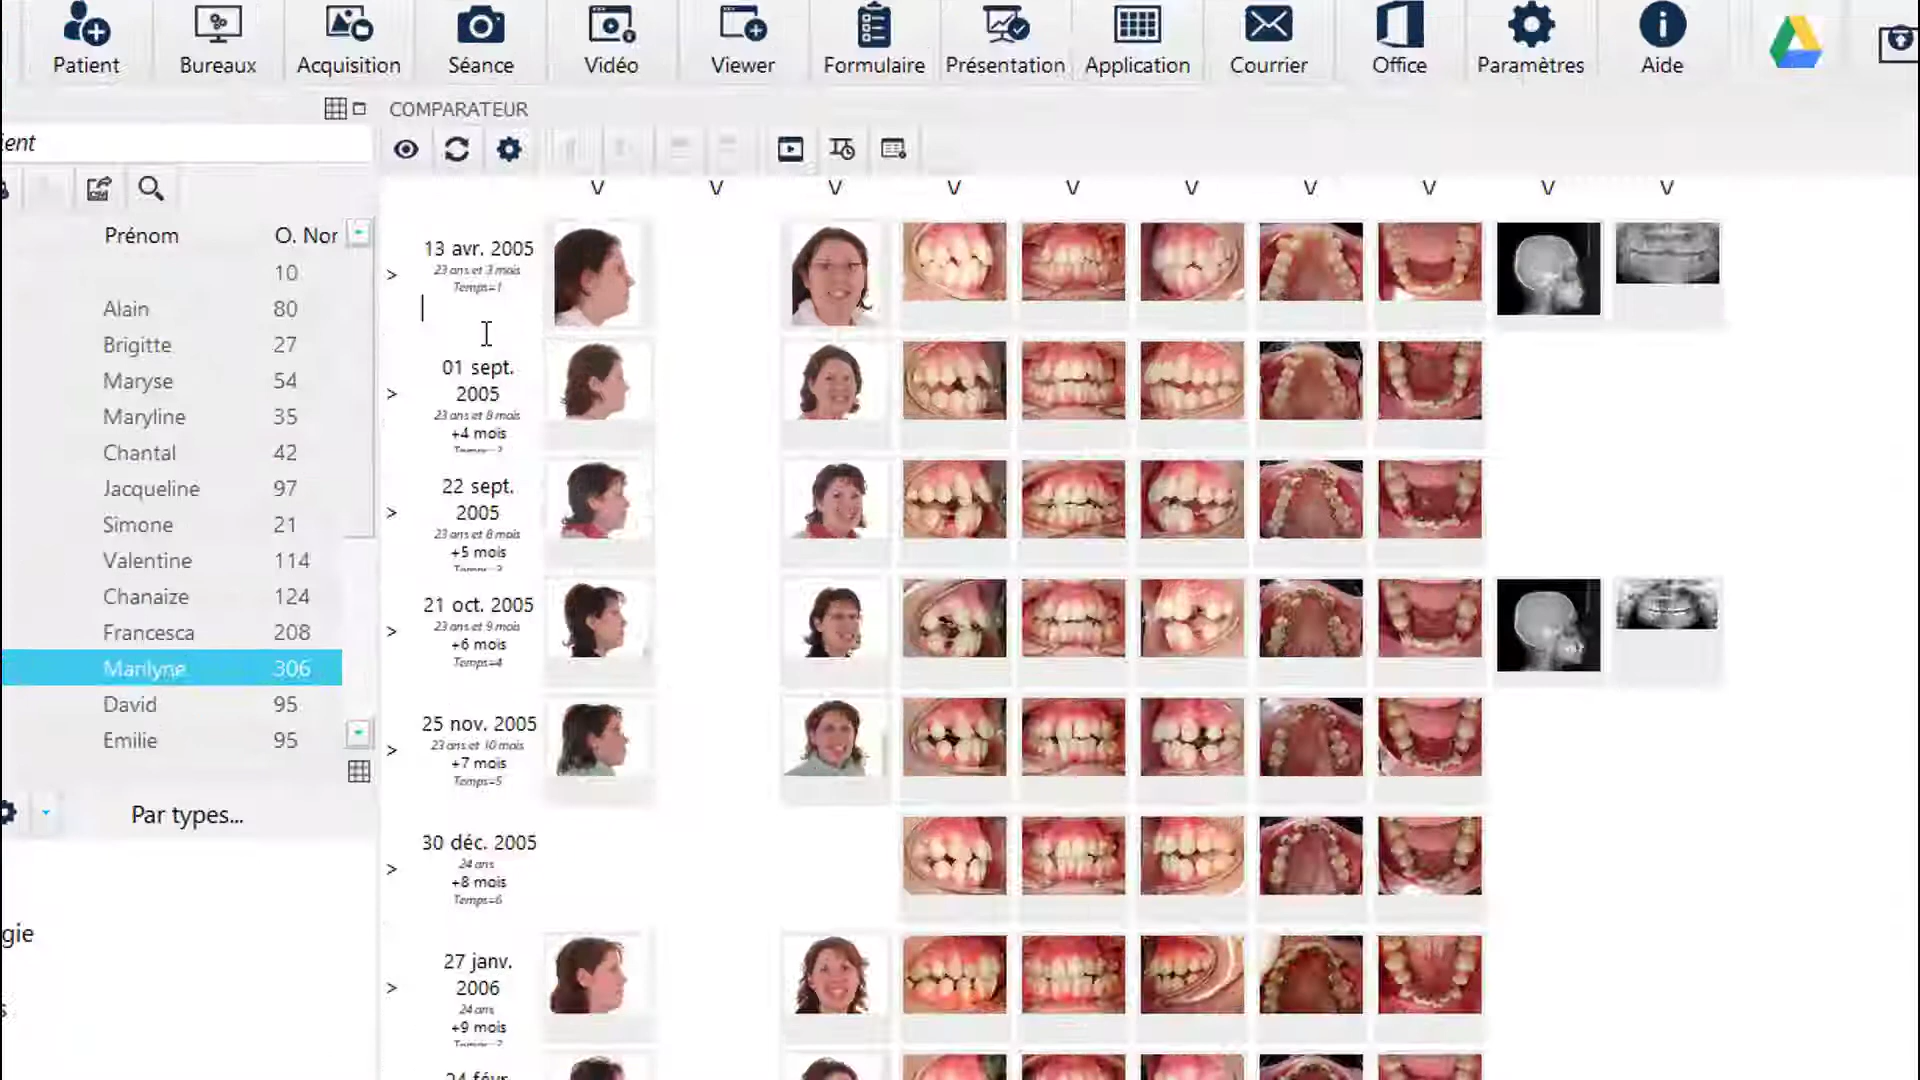 Patient
Bureaux
Acquisition
Séance
Vidéo
Viewer
Formulaire
Présentation
Application
Courrier
Office
Paramètres
Aide
COMPARATEUR
ient
Prénom O. Nor
10
Alain 80
Brigitte 27
Maryse 54
Maryline 35
Chantal 42
Jacqueline 97
Simone 21
Valentine 114
Chanaize 124
Francesca 208
Marilyne 306
David 95
Emilie 95
Par types...
gie
s
V V V V V V V V V V
>
13 avr. 2005
23 ans et 3 mois
Temps=1
>
01 sept.
2005
23 ans et 8 mois
+4 mois
>
22 sept.
2005
23 ans et 8 mois
+5 mois
>
21 oct. 2005
23 ans et 9 mois
+6 mois
Temps=4
>
25 nov. 2005
23 ans et 10 mois
+7 mois
Temps=5
>
30 déc. 2005
24 ans
+8 mois
Temps=6
>
27 janv.
2006
24 ans
+9 mois
24 févr.